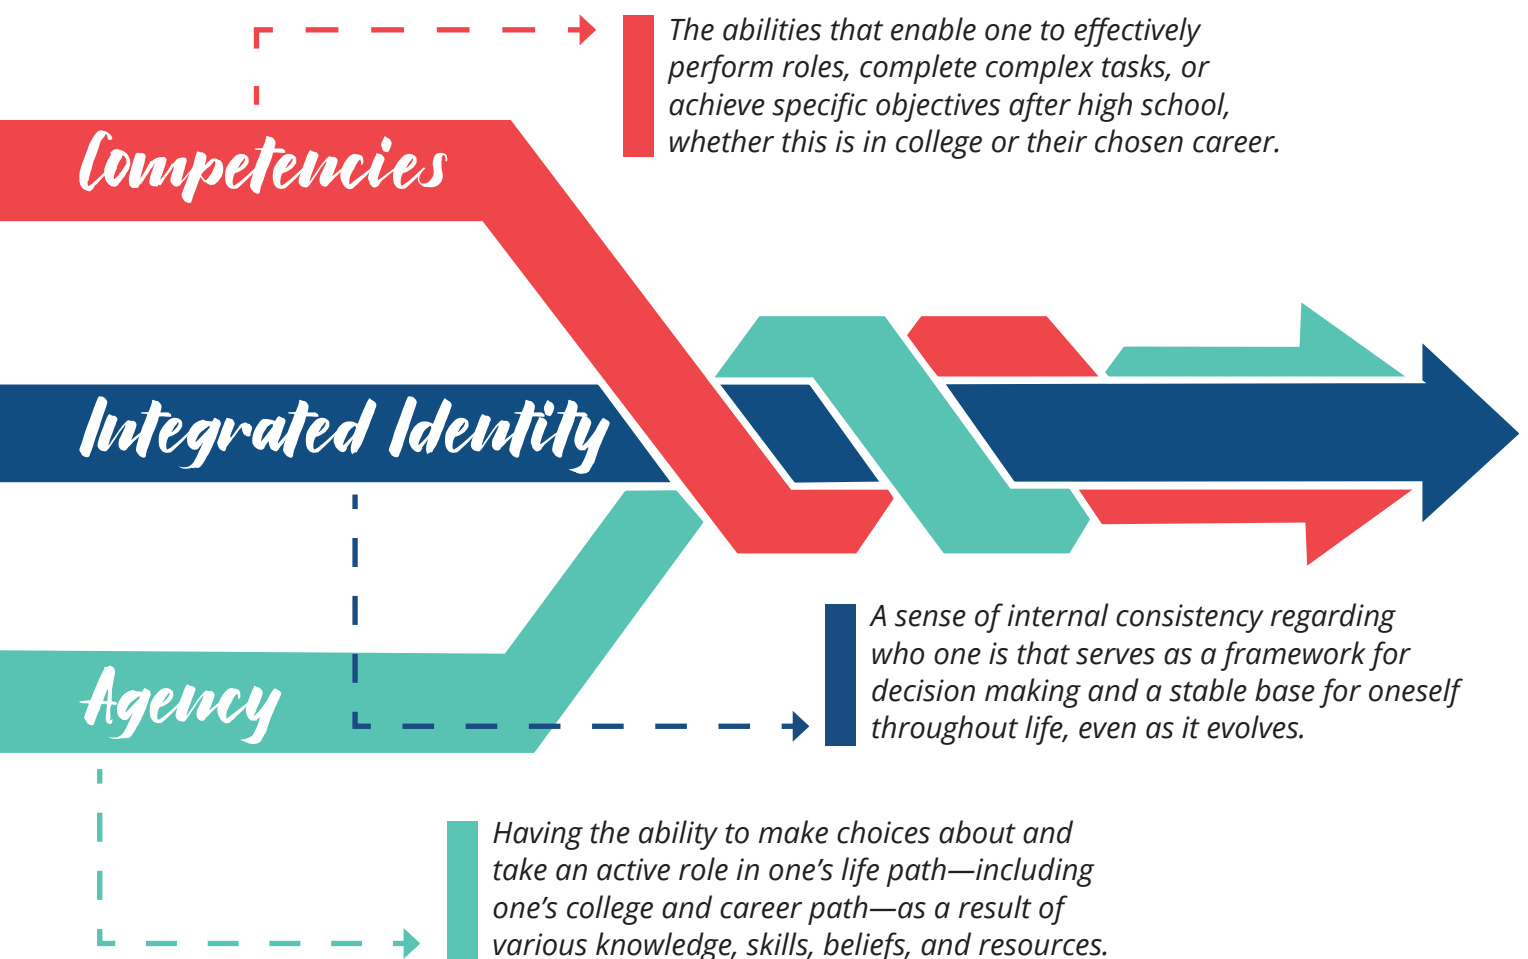 The abilities that enable one to effectively
perform roles, complete complex tasks, or
achieve specific objectives after high school,
whether this is in college or their chosen career.
Competencies
Integrated Identity
A sense of internal consistency regarding
who one is that serves as a framework for
decision making and a stable base for oneself
throughout life, even as it evolves.
Agency
Having the ability to make choices about and
take an active role in one’s life path—including
one’s college and career path—as a result of
various knowledge, skills, beliefs, and resources.